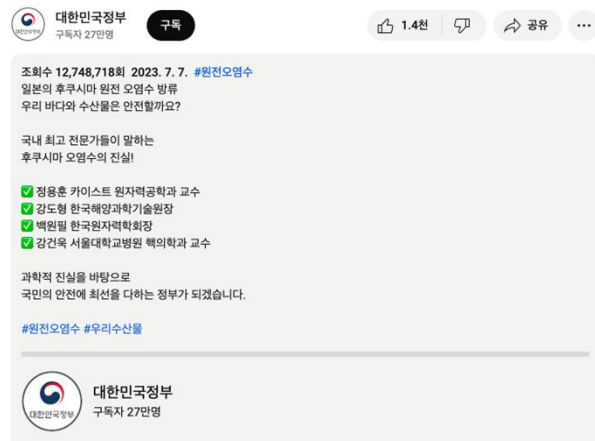 대한민국정부
구독자 27만명
구독
1.4천
공유
대한민국정부
조회수 12,748,718회 2023. 7. 7. #원전오염수
일본의 후쿠시마 원전 오염수 방류
우리 바다와 수산물은 안전할까요?
국내 최고 전문가들이 말하는
후쿠시마 오염수의 진실!
✅ 정용훈 카이스트 원자력공학과 교수
✅ 강도형 한국해양과학기술원장
✅ 백원필 한국원자력학회장
✅ 강건욱 서울대학교병원 핵의학과 교수
과학적 진실을 바탕으로
국민의 안전에 최선을 다하는 정부가 되겠습니다.
#원전오염수 #우리수산물
대한민국정부
대한민국정부
구독자 27만명